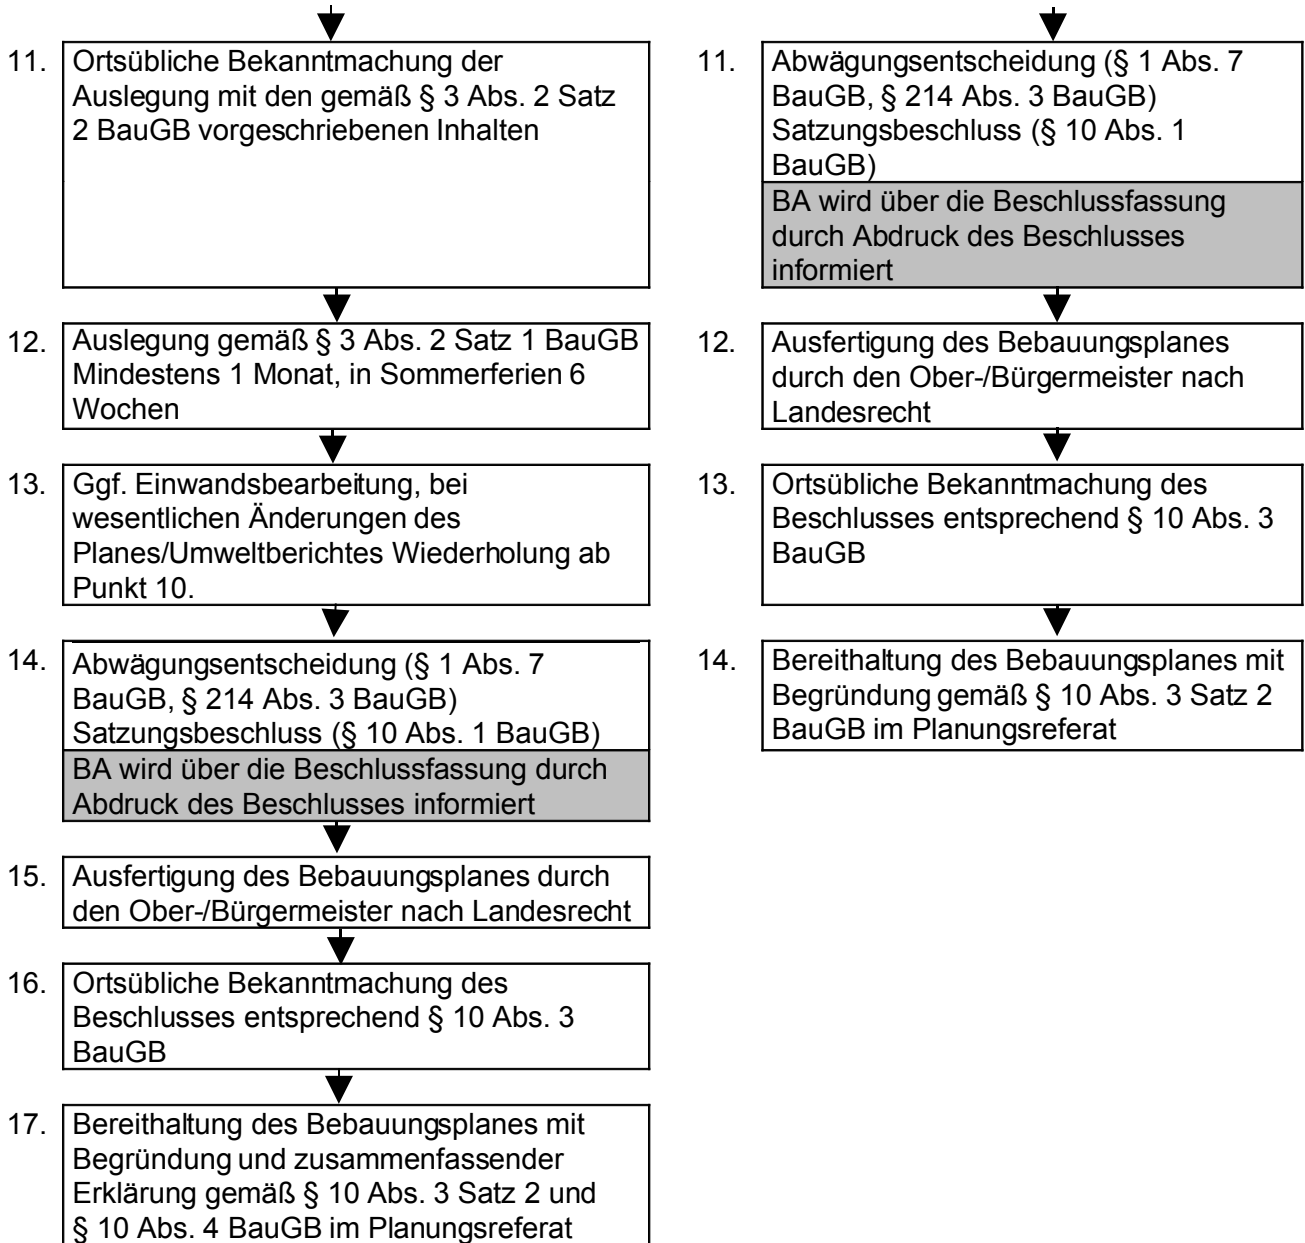 11. Ortsübliche Bekanntmachung der
Auslegung mit den gemäß § 3 Abs. 2 Satz
2 BauGB vorgeschriebenen Inhalten
12. Auslegung gemäß § 3 Abs. 2 Satz 1 BauGB
Mindestens 1 Monat, in Sommerferien 6
Wochen
13. Ggf. Einwandsbearbeitung, bei
wesentlichen Änderungen des
Planes/Umweltberichtes Wiederholung ab
Punkt 10.
14. Abwägungsentscheidung (§ 1 Abs. 7
BauGB, § 214 Abs. 3 BauGB)
Satzungsbeschluss (§ 10 Abs. 1 BauGB)
BA wird über die Beschlussfassung durch
Abdruck des Beschlusses informiert
15. Ausfertigung des Bebauungsplanes durch
den Ober-/Bürgermeister nach Landesrecht
16. Ortsübliche Bekanntmachung des
Beschlusses entsprechend § 10 Abs. 3
BauGB
17. Bereithaltung des Bebauungsplanes mit
Begründung und zusammenfassender
Erklärung gemäß § 10 Abs. 3 Satz 2 und
§ 10 Abs. 4 BauGB im Planungsreferat
11. Abwägungsentscheidung (§ 1 Abs. 7
BauGB, § 214 Abs. 3 BauGB)
Satzungsbeschluss (§ 10 Abs. 1
BauGB)
BA wird über die Beschlussfassung
durch Abdruck des Beschlusses
informiert
12. Ausfertigung des Bebauungsplanes
durch den Ober-/Bürgermeister nach
Landesrecht
13. Ortsübliche Bekanntmachung des
Beschlusses entsprechend § 10 Abs. 3
BauGB
14. Bereithaltung des Bebauungsplanes mit
Begründung gemäß § 10 Abs. 3 Satz 2
BauGB im Planungsreferat